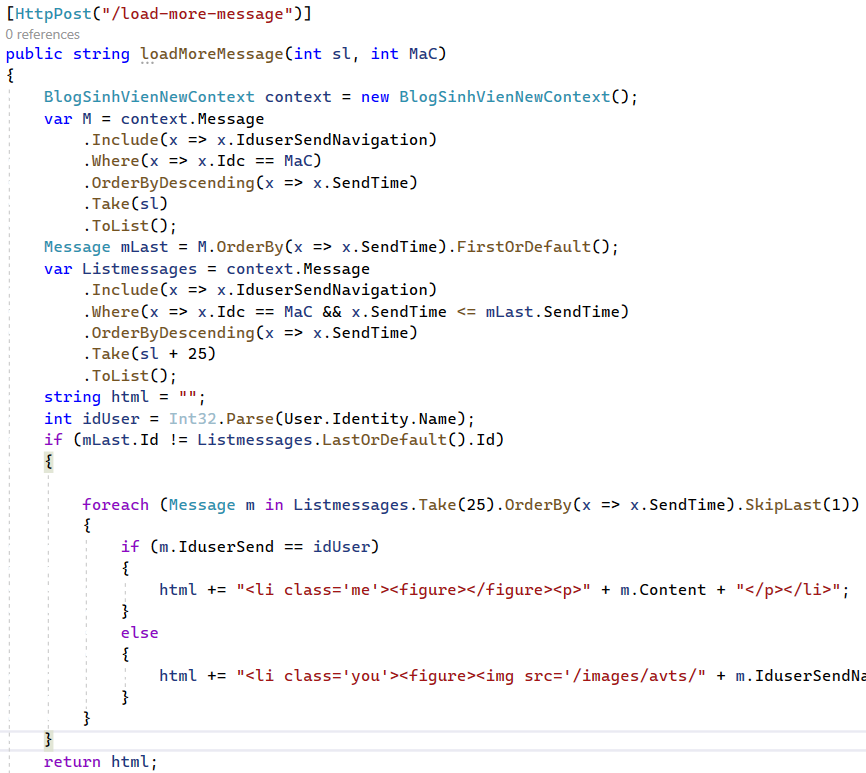 [HttpPost("/load-more-message")]
0 references
public string loadMoreMessage(int sl, int MaC)
{
    BlogSinhVienNewContext context = new BlogSinhVienNewContext();
    var M = context.Message
        .Include(x => x.IduserSendNavigation)
        .Where(x => x.Idc == MaC)
        .OrderByDescending(x => x.SendTime)
        .Take(sl)
        .ToList();
    Message mLast = M.OrderBy(x => x.SendTime).FirstOrDefault();
    var Listmessages = context.Message
        .Include(x => x.IduserSendNavigation)
        .Where(x => x.Idc == MaC && x.SendTime <= mLast.SendTime)
        .OrderByDescending(x => x.SendTime)
        .Take(sl + 25)
        .ToList();
    string html = "";
    int idUser = Int32.Parse(User.Identity.Name);
    if (mLast.Id != Listmessages.LastOrDefault().Id)
    {
        foreach (Message m in Listmessages.Take(25).OrderBy(x => x.SendTime).SkipLast(1))
        {
            if (m.IduserSend == idUser)
            {
                html += "<li class='me'><figure></figure><p>" + m.Content + "</p></li>";
            }
            else
            {
                html += "<li class='you'><figure><img src='/images/avts/" + m.IduserSendNa
            }
        }
    }
    return html;